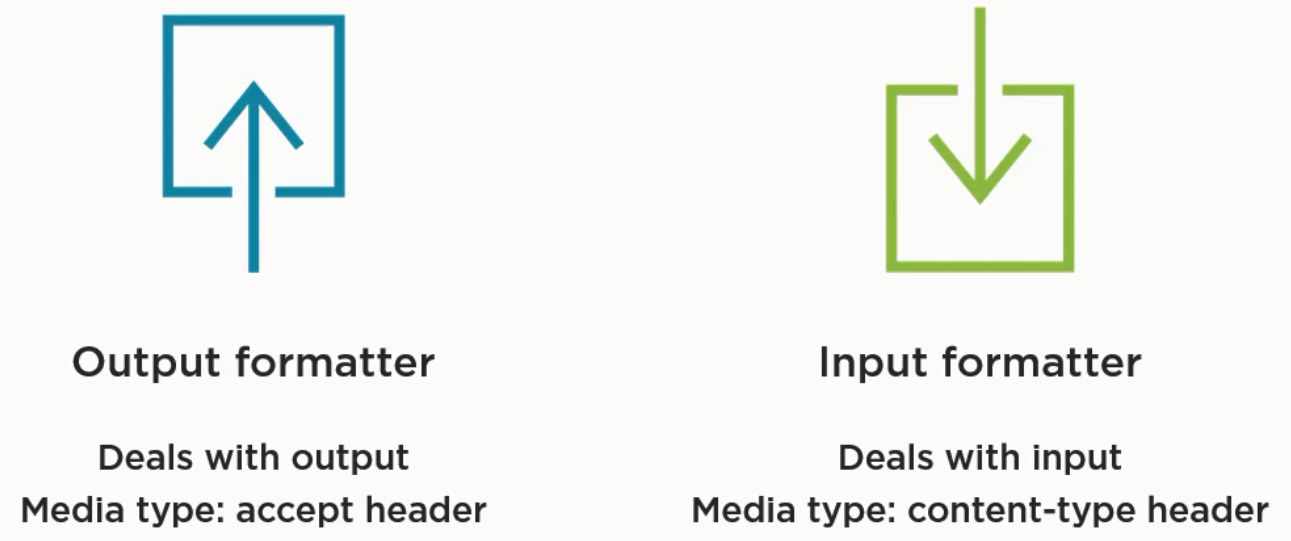 Output formatter
Deals with output
Media type: accept header
Input formatter
Deals with input
Media type: content-type header